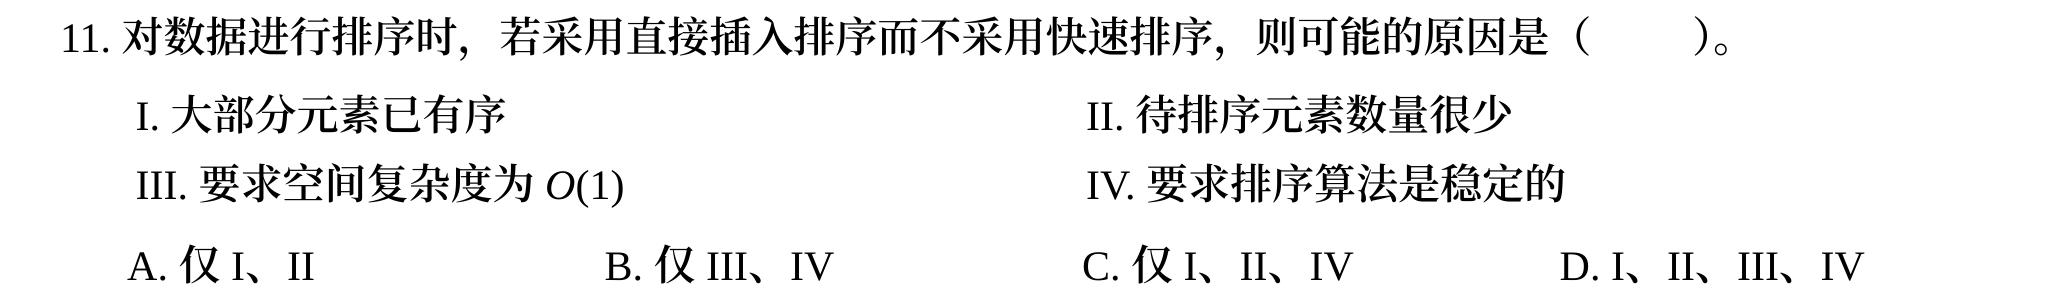 11. 对数据进行排序时，若采用直接插入排序而不采用快速排序，则可能的原因是（　　）。
I. 大部分元素已有序　　II. 待排序元素数量很少
III. 要求空间复杂度为 O(1)　　IV. 要求排序算法是稳定的
A. 仅 I、II　　B. 仅 III、IV　　C. 仅 I、II、IV　　D. I、II、III、IV